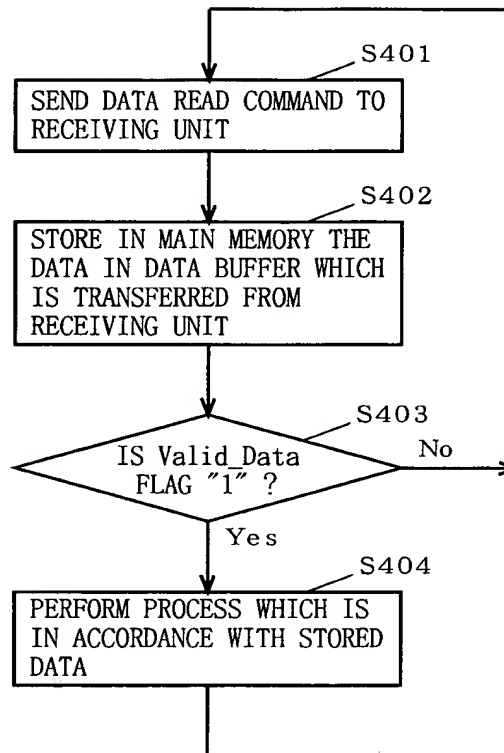 S401
SEND DATA READ COMMAND TO
RECEIVING UNIT
S402
STORE IN MAIN MEMORY THE
DATA IN DATA BUFFER WHICH
IS TRANSFERRED FROM
RECEIVING UNIT
S403
IS Valid_Data
FLAG "1" ?
No
Yes
S404
PERFORM PROCESS WHICH IS
IN ACCORDANCE WITH STORED
DATA